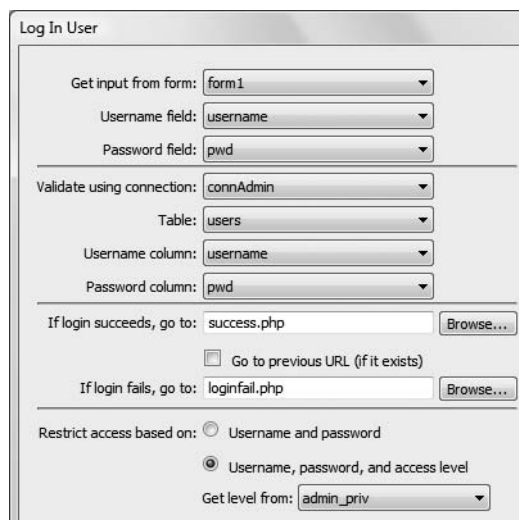 Log In User
Get input from form: form1
Username field: username
Password field: pwd
Validate using connection: connAdmin
Table: users
Username column: username
Password column: pwd
If login succeeds, go to: success.php Browse...
Go to previous URL (if it exists)
If login fails, go to: loginfail.php Browse...
Restrict access based on: Username and password
Username, password, and access level
Get level from: admin_priv